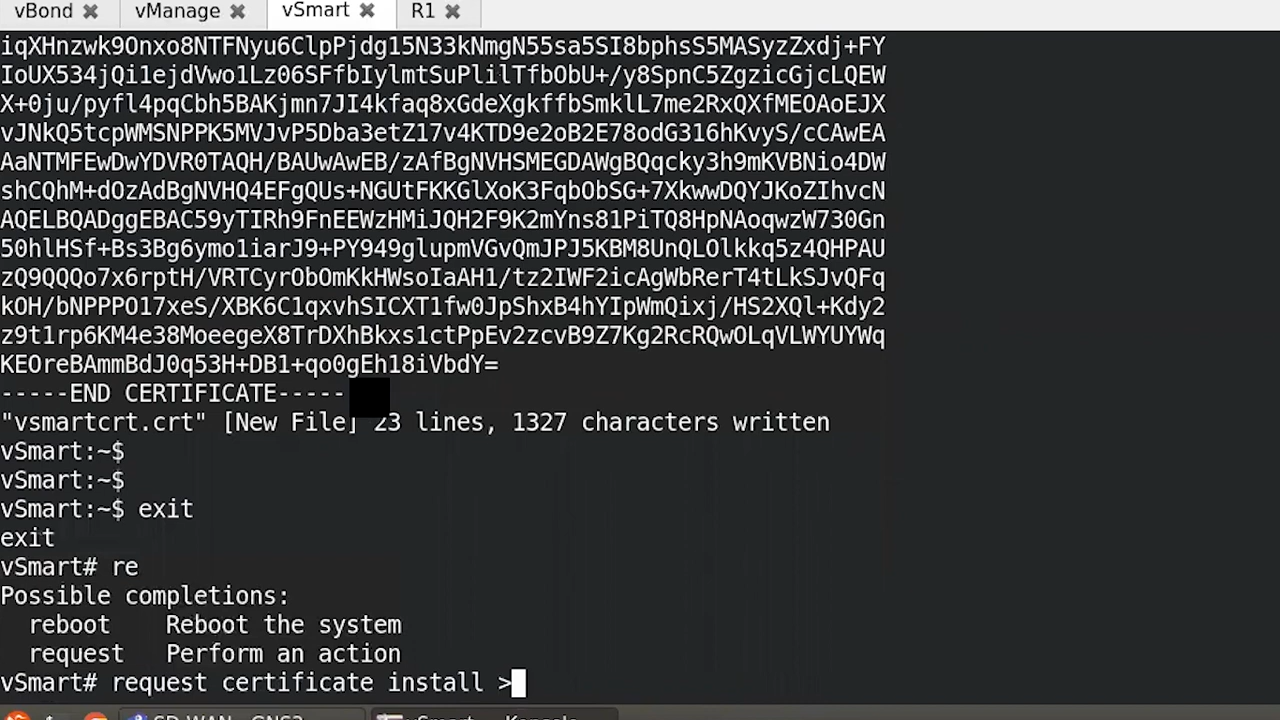 vBond ✖ vManage ✖ vSmart ✖ R1 ✖
iqXHnzwk9Onxo8NTFNyu6ClpPjdg15N33kNmgN55sa5SI8bphsS5MASyzZxdj+FY
IoUX534jQi1ejdVwo1Lz06SFfbIylmtSuPlilTfbObU+/y8SpnC5ZgzicGjcLQEW
X+0ju/pyfl4pqCbh5BAKjmn7JI4kfaq8xGdeXgkffbSmklL7me2RxQXfMEOAoEJX
vJNkQ5tcpWMSNPPK5MVJvP5Dba3etZ17v4KTD9e2oB2E78odG316hKvyS/cCAwEA
AaNTMFEwDwYDVR0TAQH/BAUwAwEB/zAfBgNVHSMEGDAWgBQqcky3h9mKVBNio4DW
shCQhM+dOzAdBgNVHQ4EFgQUs+NGUtFKKGlXoK3FqbObSG+7XkwwDQYJKoZIhvcN
AQELBQADggEBAC59yTIRh9FnEEWzHMiJQH2F9K2mYns81PiTQ8HpNAoqwzW730Gn
50hlHSf+Bs3Bg6ymo1iarJ9+PY949glupmVGvQmJPJ5KBM8UnQLOlkkq5z4QHPAU
zQ9QQQo7x6rptH/VRTCyrObOmKkHWsoIaAH1/tz2IWF2icAgWbRerT4tLkSJvQFq
kOH/bNPPPO17xeS/XBK6C1qxvhSICXT1fw0JpShxB4hYIpWmQixj/HS2XQl+Kdy2
z9t1rp6KM4e38MoeegeX8TrDXhBkxs1ctPpEv2zcvB9Z7Kg2RcRQwOLqVLWYUYWq
KEOreBAmmBdJ0q53H+DB1+qo0gEh18iVbdY=
-----END CERTIFICATE-----
"vsmartcrt.crt" [New File] 23 lines, 1327 characters written
vSmart:~$
vSmart:~$
vSmart:~$ exit
exit
vSmart# re
Possible completions:
reboot Reboot the system
request Perform an action
vSmart# request certificate install >